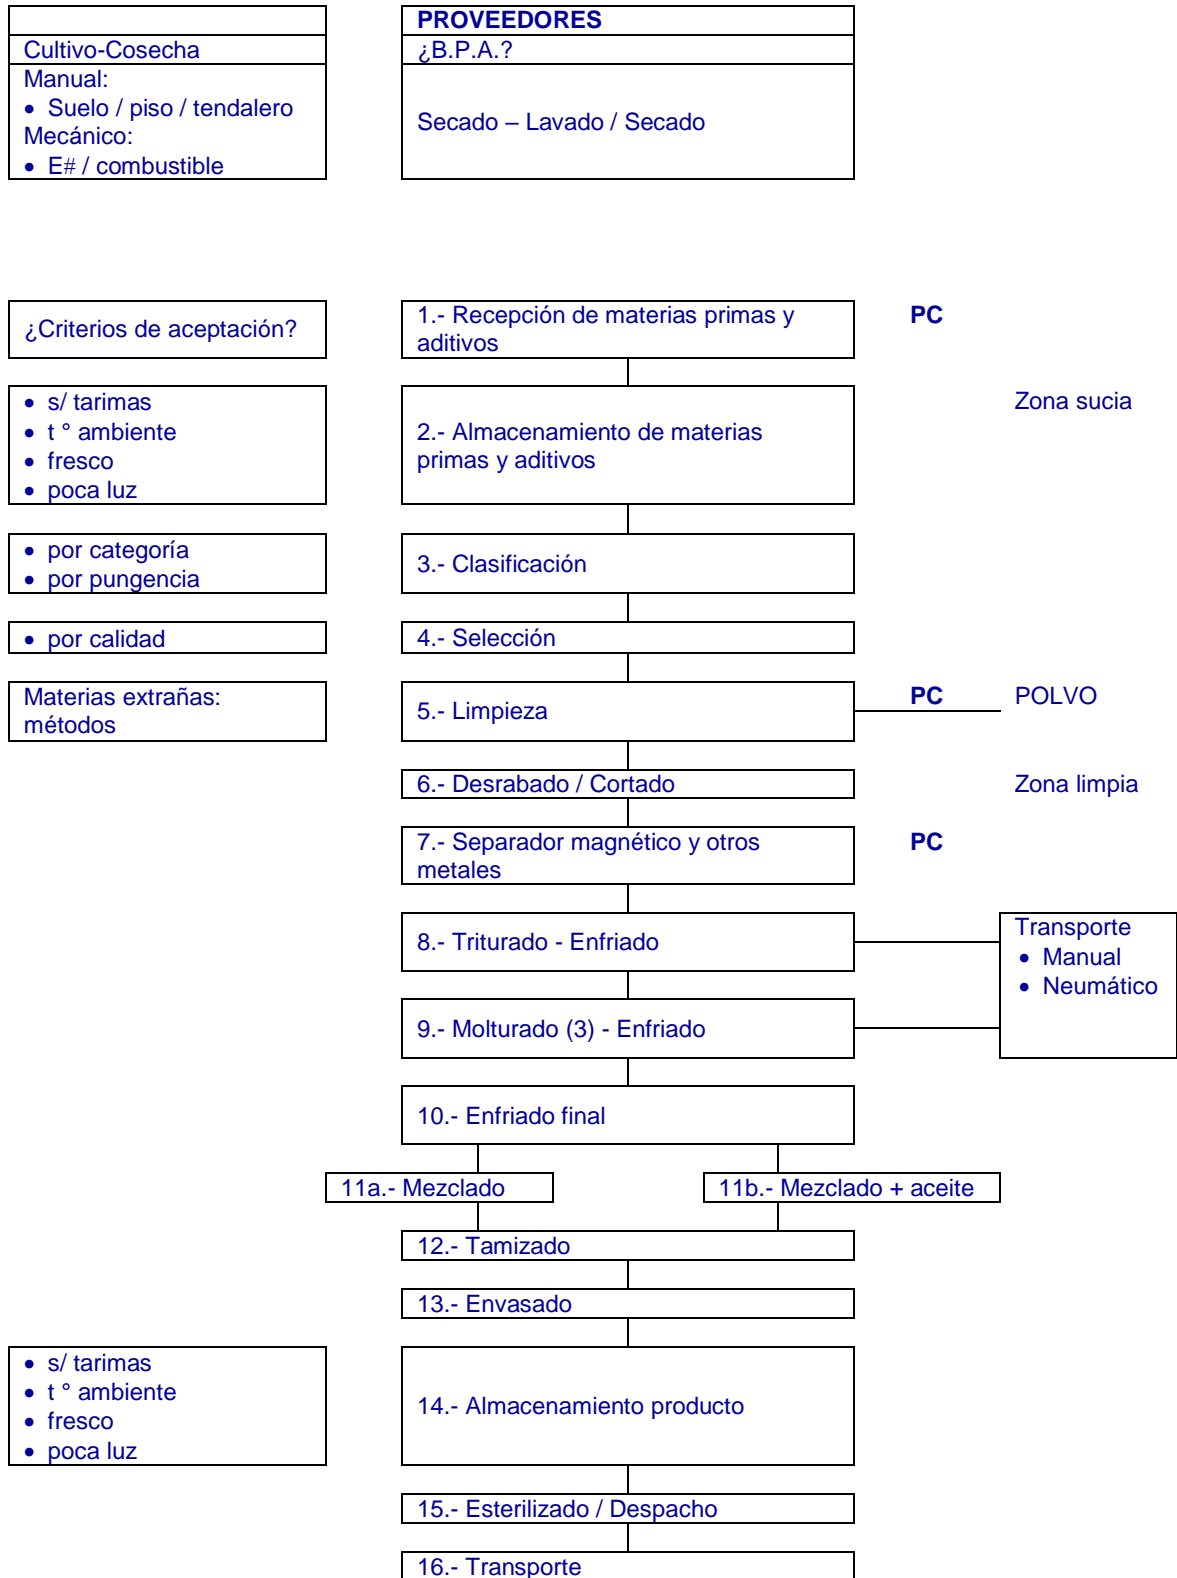 PROVEEDORES
Cultivo-Cosecha
¿B.P.A.?
Manual:
• Suelo / piso / tendalero
Mecánico:
• E# / combustible
Secado – Lavado / Secado
¿Criterios de aceptación?
1.- Recepción de materias primas y
aditivos
PC
• s/ tarimas
• t ° ambiente
• fresco
• poca luz
2.- Almacenamiento de materias
primas y aditivos
Zona sucia
• por categoría
• por pungencia
3.- Clasificación
• por calidad
4.- Selección
Materias extrañas:
métodos
5.- Limpieza
PC
POLVO
6.- Desrabado / Cortado
Zona limpia
7.- Separador magnético y otros
metales
PC
8.- Triturado - Enfriado
Transporte
• Manual
• Neumático
9.- Molturado (3) - Enfriado
10.- Enfriado final
11a.- Mezclado
11b.- Mezclado + aceite
12.- Tamizado
13.- Envasado
• s/ tarimas
• t ° ambiente
• fresco
• poca luz
14.- Almacenamiento producto
15.- Esterilizado / Despacho
16.- Transporte